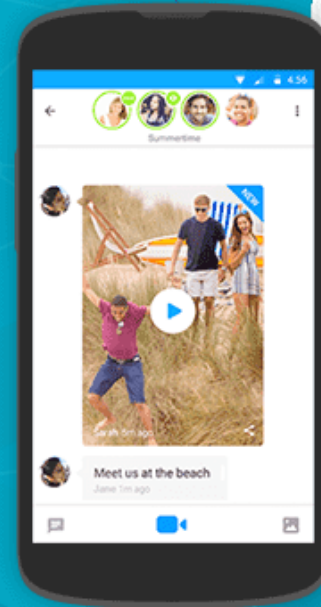 4:56
Summertime
NEW
Sarah 5m ago
Meet us at the beach
Jane 1m ago